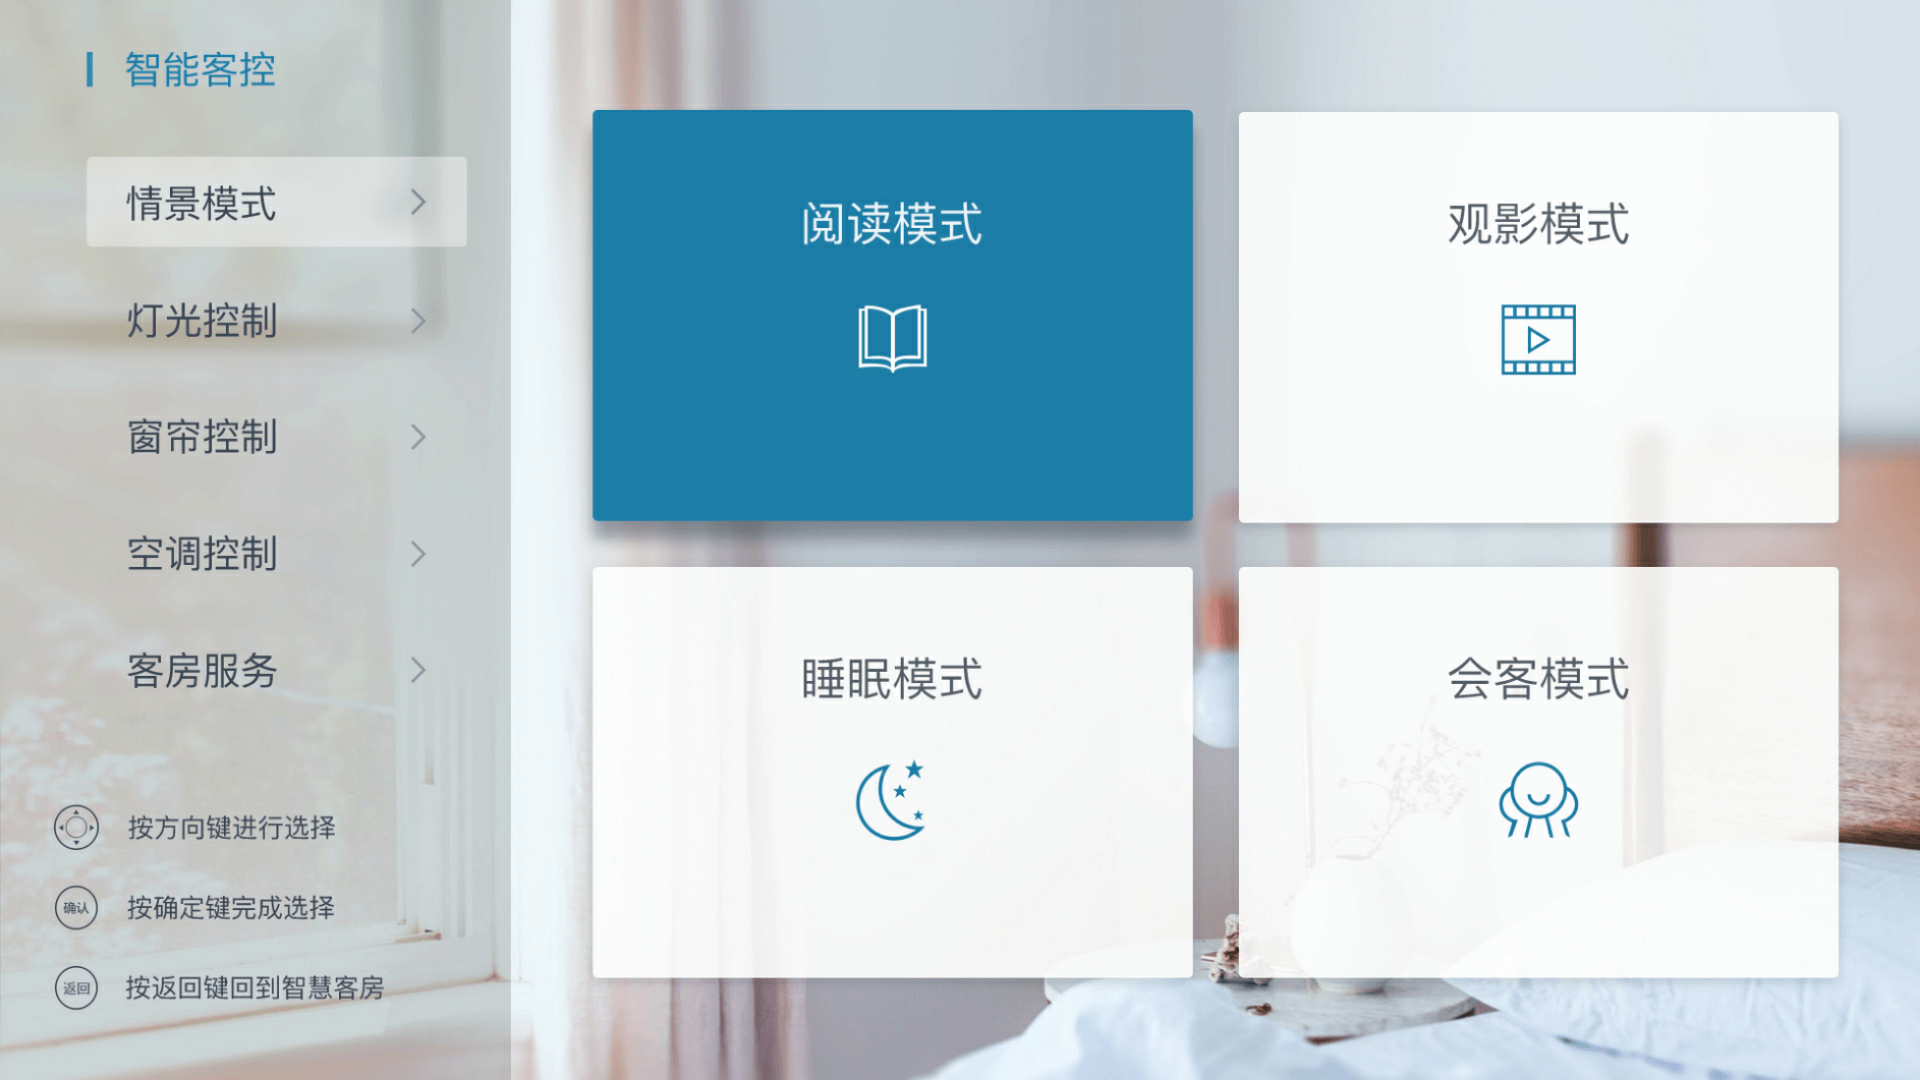 智能客控
情景模式
灯光控制
窗帘控制
空调控制
客房服务
按方向键进行选择
确认 按确定键完成选择
返回 按返回键回到智慧客房
阅读模式
观影模式
睡眠模式
会客模式